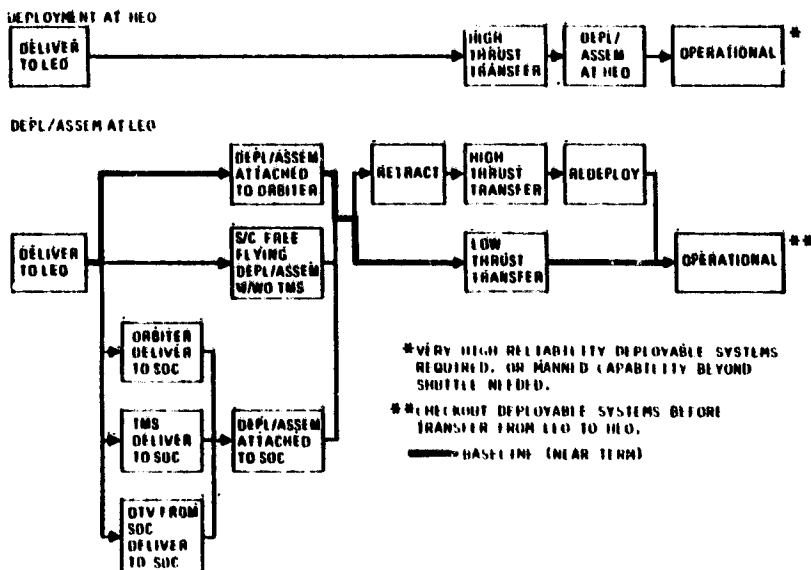 DEPLOYMENT AT HEO
DELIVER
TO LEO
HIGH
THRUST
TRANSFER
DEPL/
ASSEM
AT HEO
OPERATIONAL *
DEPL/ASSEM AT LEO
DELIVER
TO LEO
DEPL/ASSEM
ATTACHED
TO ORBITER
S/C FREE
FLYING
DEPL/ASSEM
W/WO TMS
ORBITER
DELIVER
TO SOC
TMS
DELIVER
TO SOC
OTV FROM
SOC
DELIVER
TO SOC
DEPL/ASSEM
ATTACHED
TO SOC
RETRACT
HIGH
THRUST
TRANSFER
REDEPLOY
LOW
THRUST
TRANSFER
OPERATIONAL **
* VERY HIGH RELIABILITY DEPLOYABLE SYSTEMS
REQUIRED, OR MANNED CAPABILITY BEYOND
SHUTTLE NEEDED.
** CHECKOUT DEPLOYABLE SYSTEMS BEFORE
TRANSFER FROM LEO TO HEO.
BASELINE (NEAR TERM)